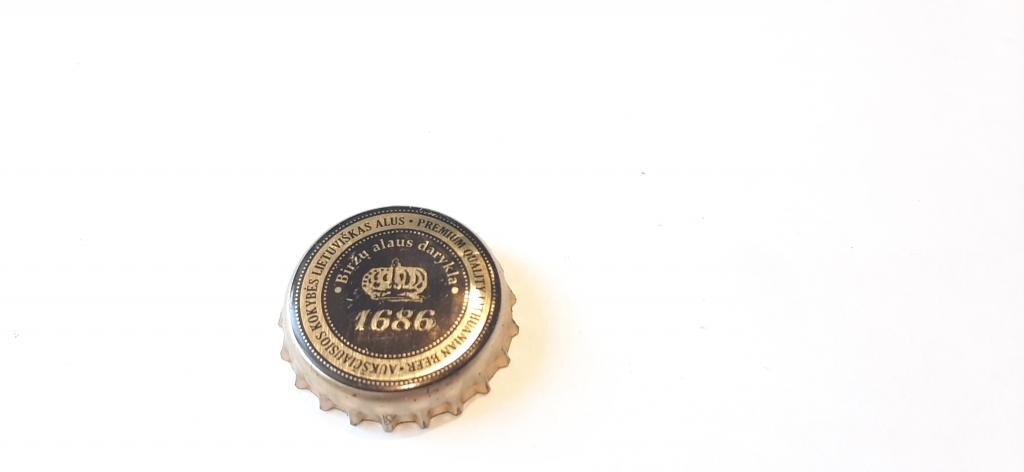 AUKŠČIAUSIOS KOKYBĖS LIETUVIŠKAS ALUS • PREMIUM QUALITY LITHUANIAN BEER •
• Biržų alaus darykla •
1686